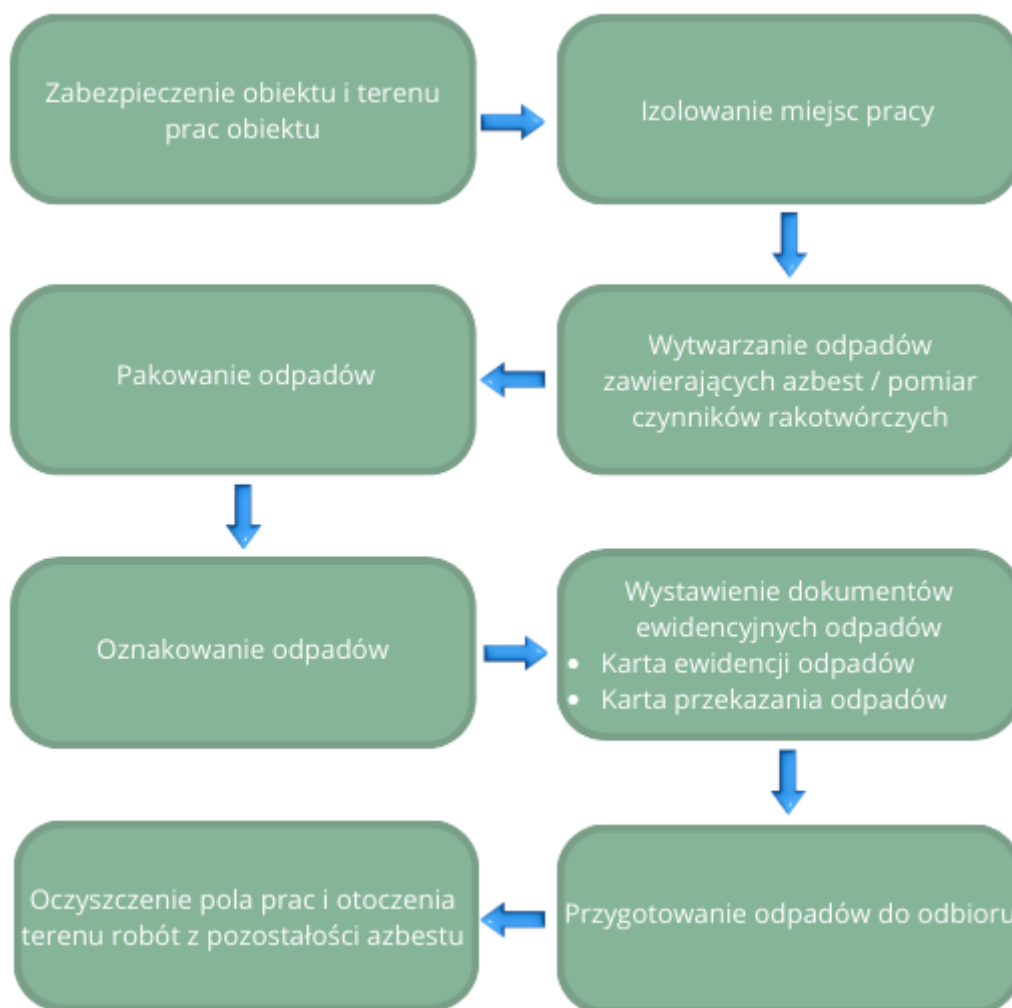 Zabezpieczenie obiektu i terenu
prac obiektu
Izolowanie miejsc pracy
Wytwarzanie odpadów
zawierających azbest / pomiar
czynników rakotwórczych
Pakowanie odpadów
Oznakowanie odpadów
Wystawienie dokumentów
ewidencyjnych odpadów
• Karta ewidencji odpadów
• Karta przekazania odpadów
Przygotowanie odpadów do odbioru
Oczyszczenie pola prac i otoczenia
terenu robót z pozostałości azbestu